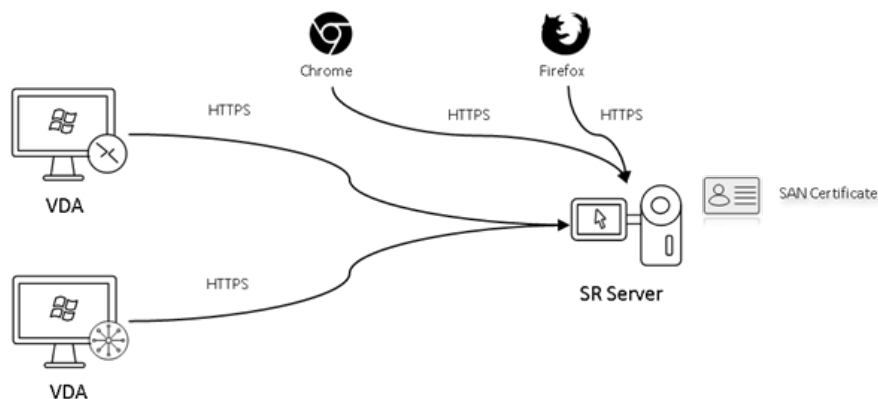 Chrome
Firefox
HTTPS
HTTPS
HTTPS
VDA
SAN Certificate
HTTPS
SR Server
VDA